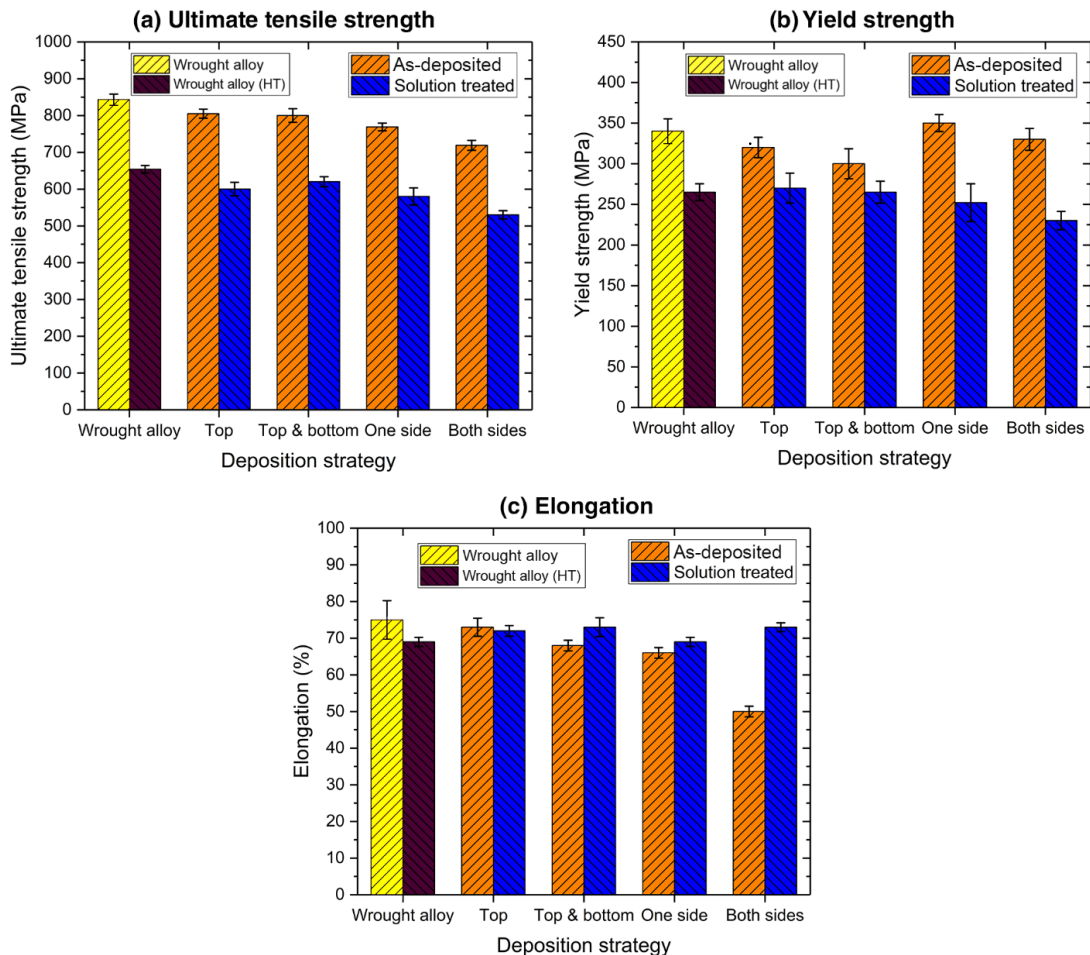 (a) Ultimate tensile strength
Ultimate tensile strength (MPa)
1000
900
800
700
600
500
400
300
200
100
0
Wrought alloy
Wrought alloy (HT)
As-deposited
Solution treated
Wrought alloy
Top
Top & bottom
One side
Both sides
Deposition strategy
(b) Yield strength
Yield strength (MPa)
450
400
350
300
250
200
150
100
50
0
Wrought alloy
Wrought alloy (HT)
As-deposited
Solution treated
Wrought alloy
Top
Top & bottom
One side
Both sides
Deposition strategy
(c) Elongation
Elongation (%)
100
90
80
70
60
50
40
30
20
10
0
Wrought alloy
Wrought alloy (HT)
As-deposited
Solution treated
Wrought alloy
Top
Top & bottom
One side
Both sides
Deposition strategy